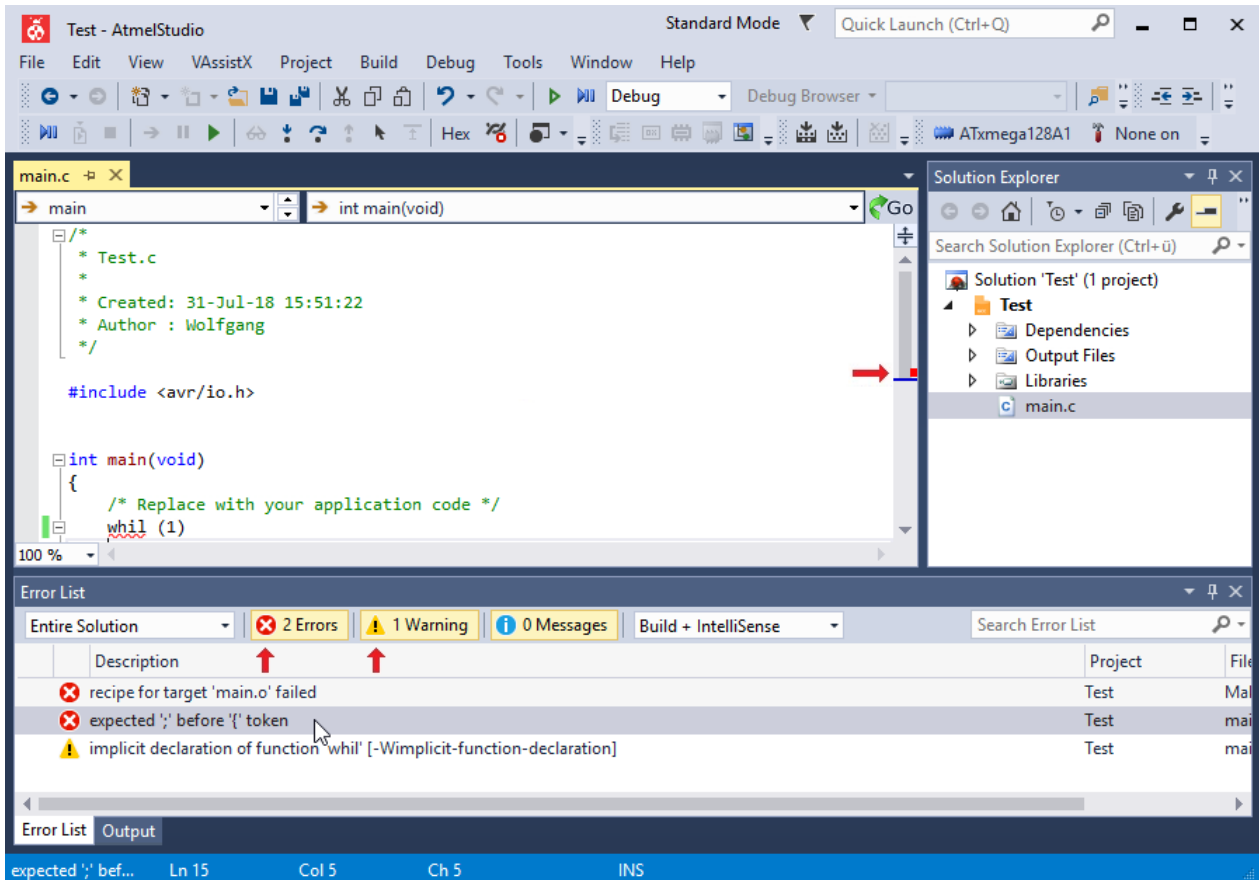 Test - AtmelStudio
Standard Mode
Quick Launch (Ctrl+Q)
File Edit View VAssistX Project Build Debug Tools Window Help
Debug
Debug Browser
Hex
ATxmega128A1
None on
main.c
main
int main(void)
Go
/*
* Test.c
*
* Created: 31-Jul-18 15:51:22
* Author : Wolfgang
*/
#include <avr/io.h>
int main(void)
{
/* Replace with your application code */
whil (1)
100 %
Solution Explorer
Search Solution Explorer (Ctrl+ü)
Solution 'Test' (1 project)
Test
Dependencies
Output Files
Libraries
main.c
Error List
Entire Solution
2 Errors
1 Warning
0 Messages
Build + IntelliSense
Search Error List
Description Project File
recipe for target 'main.o' failed Test Mal
expected ';' before '{' token Test mai
implicit declaration of function 'whil' [-Wimplicit-function-declaration] Test mai
Error List Output
expected ';' bef... Ln 15 Col 5 Ch 5 INS